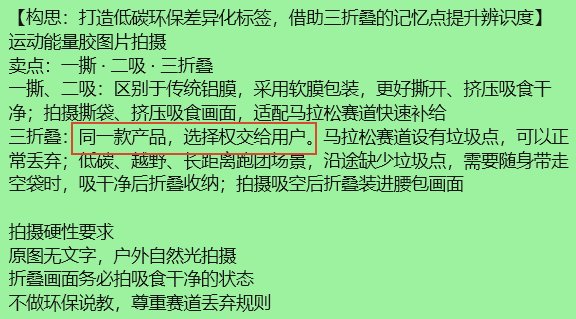 【构思：打造低碳环保差异化标签，借助三折叠的记忆点提升辨识度】
运动能量胶图片拍摄
卖点：一撕 · 二吸 · 三折叠
一撕、二吸：区别于传统铝膜，采用软膜包装，更好撕开、挤压吸食干
净；拍摄撕袋、挤压吸食画面，适配马拉松赛道快速补给
三折叠：同一款产品，选择权交给用户。马拉松赛道设有垃圾点，可以正
常丢弃；低碳、越野、长距离跑团场景，沿途缺少垃圾点，需要随身带走
空袋时，吸干净后折叠收纳；拍摄吸空后折叠装进腰包画面
拍摄硬性要求
原图无文字，户外自然光拍摄
折叠画面务必拍吸食干净的状态
不做环保说教，尊重赛道丢弃规则